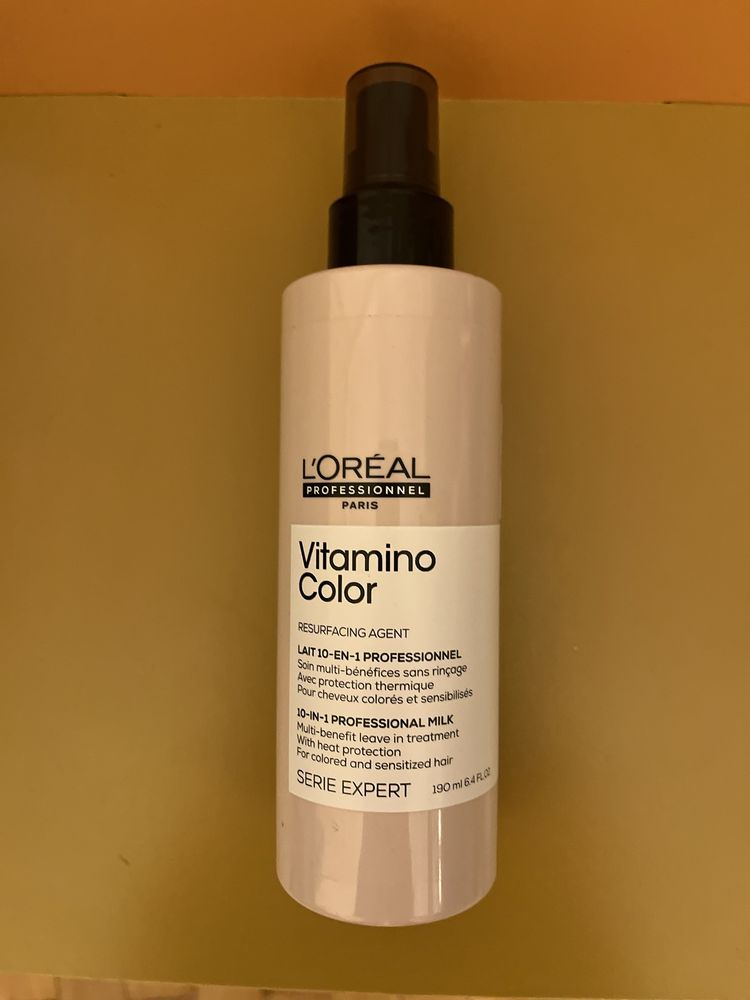 L'ORÉAL
PROFESSIONNEL
PARIS
Vitamino
Color
RESURFACING AGENT
LAIT 10-EN-1 PROFESSIONNEL
Soin multi-bénéfices sans rinçage
Avec protection thermique
Pour cheveux colorés et sensibilisés
10-IN-1 PROFESSIONAL MILK
Multi-benefit leave in treatment
With heat protection
For colored and sensitized hair
SERIE EXPERT 190 ml 6.4 FL.OZ